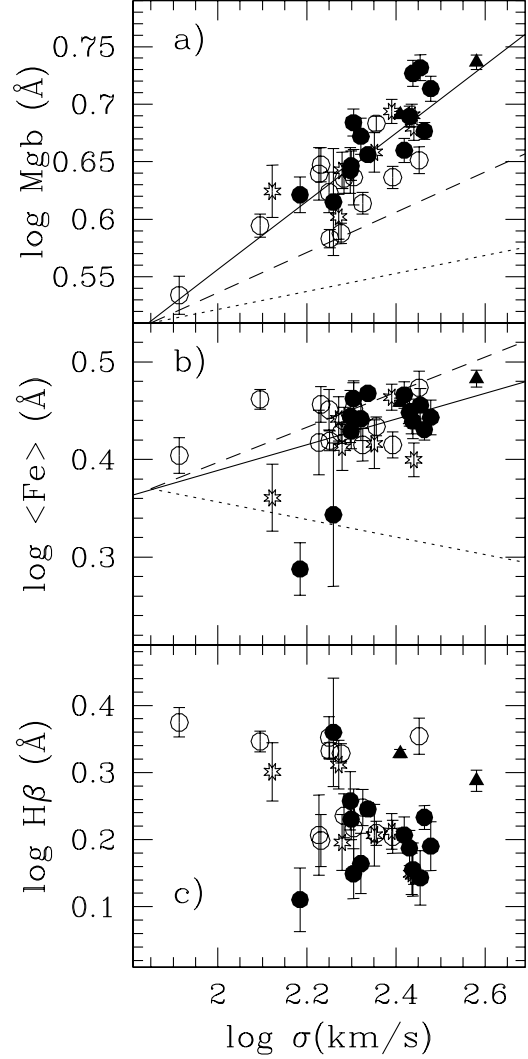 a)
0.75
0.7
0.65
0.6
0.55
log Mgb (Å)
b)
0.5
0.4
0.3
log <Fe> (Å)
0.4
0.3
0.2
0.1
log Hβ (Å)
c)
2 2.2 2.4 2.6
log σ(km/s)